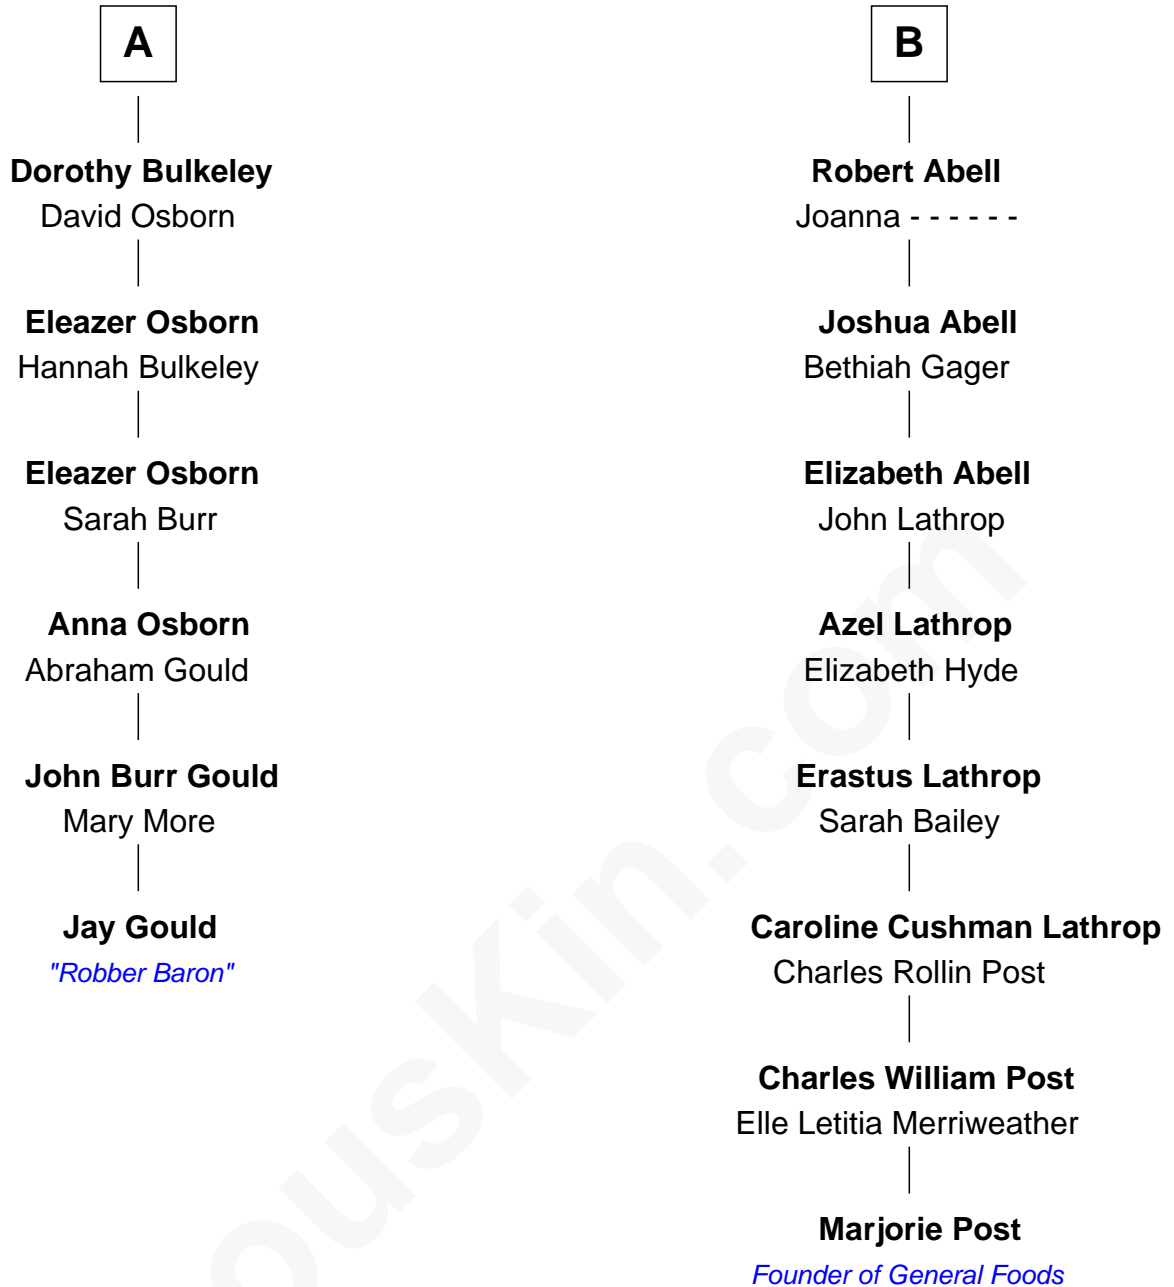 A
B
Dorothy Bulkeley
David Osborn
Robert Abell
Joanna - - - - - -
Eleazer Osborn
Hannah Bulkeley
Joshua Abell
Bethiah Gager
Eleazer Osborn
Sarah Burr
Elizabeth Abell
John Lathrop
Anna Osborn
Abraham Gould
Azel Lathrop
Elizabeth Hyde
John Burr Gould
Mary More
Erastus Lathrop
Sarah Bailey
Jay Gould
"Robber Baron"
Caroline Cushman Lathrop
Charles Rollin Post
Charles William Post
Elle Letitia Merriweather
Marjorie Post
Founder of General Foods
ousKin.com